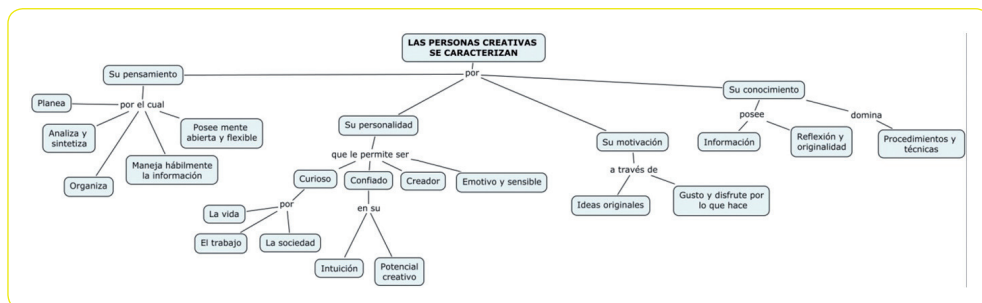 LAS PERSONAS CREATIVAS
SE CARACTERIZAN
por
Su pensamiento
por el cual
Planea
Analiza y
sintetiza
Organiza
Maneja hábilmente
la información
Posee mente
abierta y flexible
Su personalidad
que le permite ser
Curioso
por
La vida
El trabajo
La sociedad
Confiado
en su
Intuición
Potencial
creativo
Creador
Emotivo y sensible
Su motivación
a través de
Ideas originales
Gusto y disfrute por
lo que hace
Su conocimiento
posee
Información
Reflexión y
originalidad
domina
Procedimientos y
técnicas